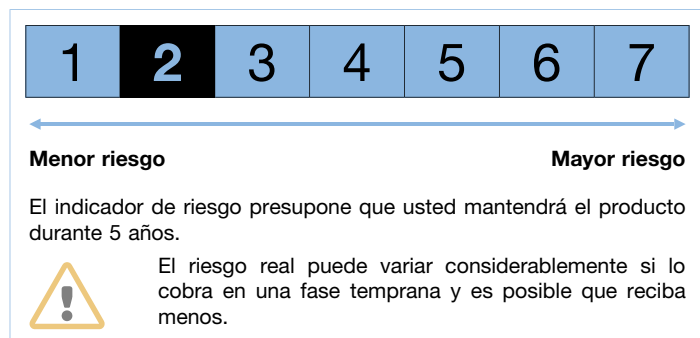 1 2 3 4 5 6 7
Menor riesgo Mayor riesgo
El indicador de riesgo presupone que usted mantendrá el producto
durante 5 años.
El riesgo real puede variar considerablemente si lo
cobra en una fase temprana y es posible que reciba
menos.